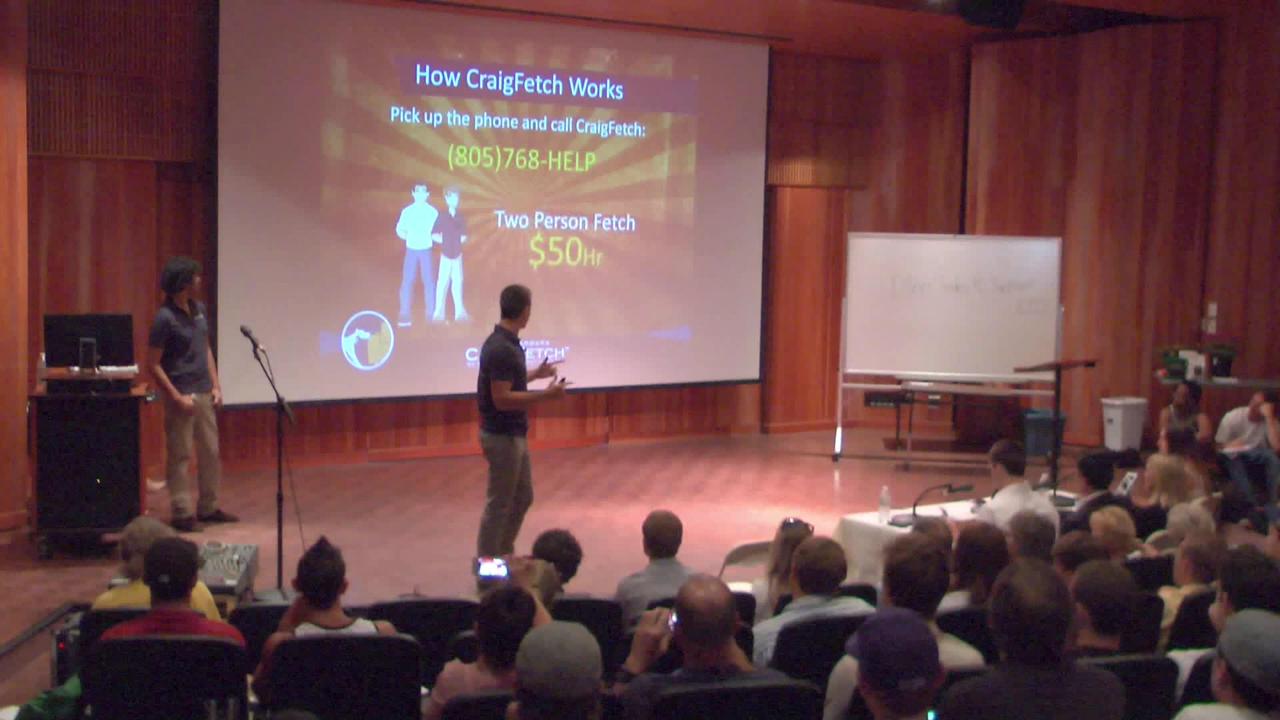 How CraigFetch Works
Pick up the phone and call CraigFetch:
(805)768-HELP
Two Person Fetch
$50Hr